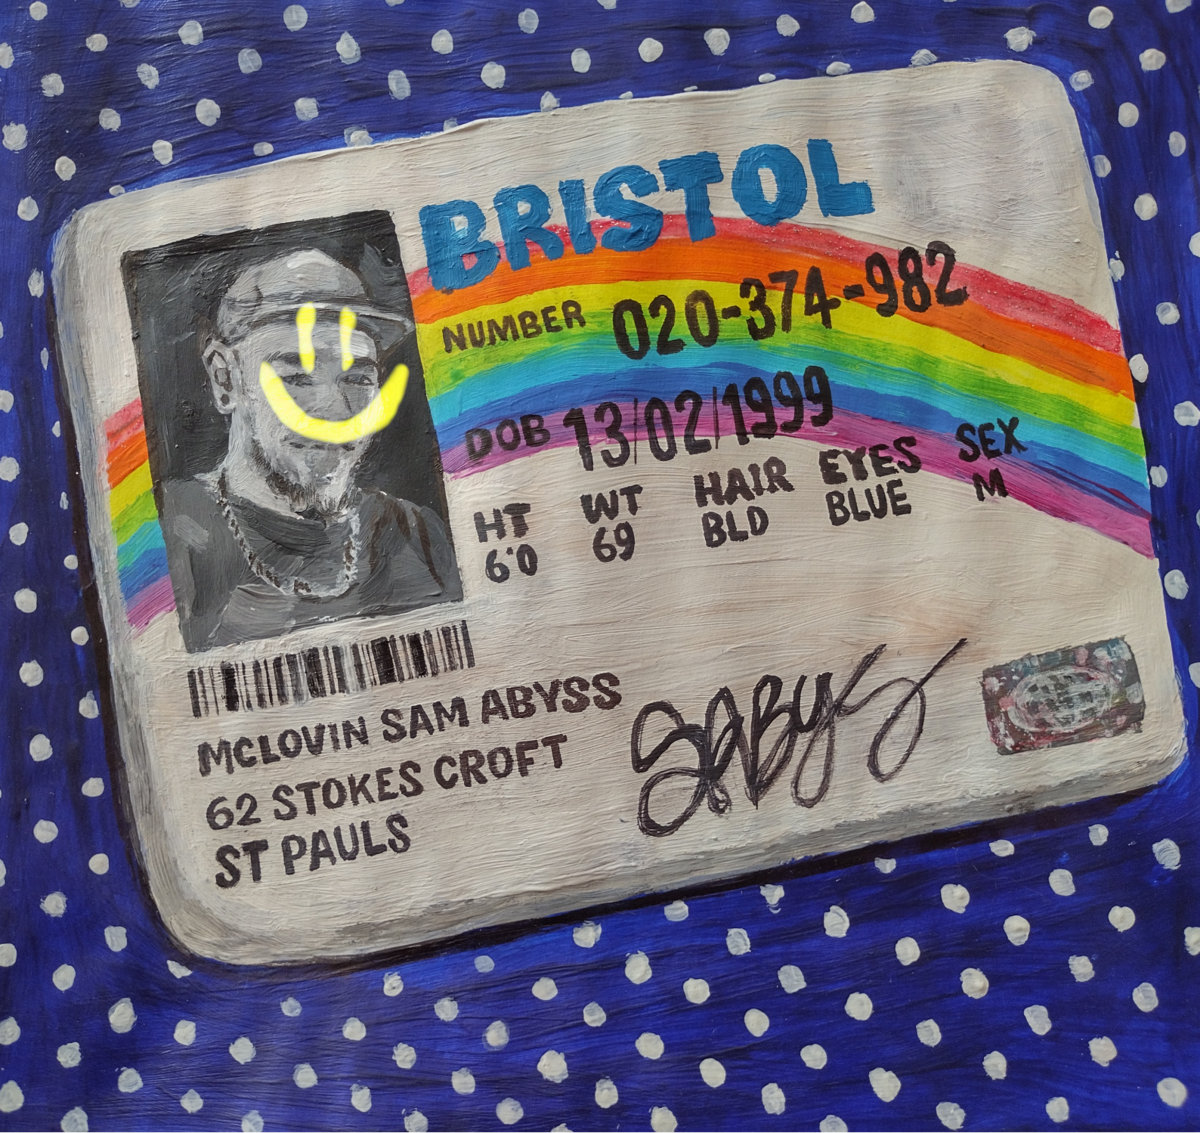 BRISTOL
NUMBER 020-374-982
DOB 13/02/1999
HT WT HAIR EYES SEX
6'0 69 BLD BLUE M
MCLOVIN SAM ABYSS
62 STOKES CROFT
ST PAULS
SABYS